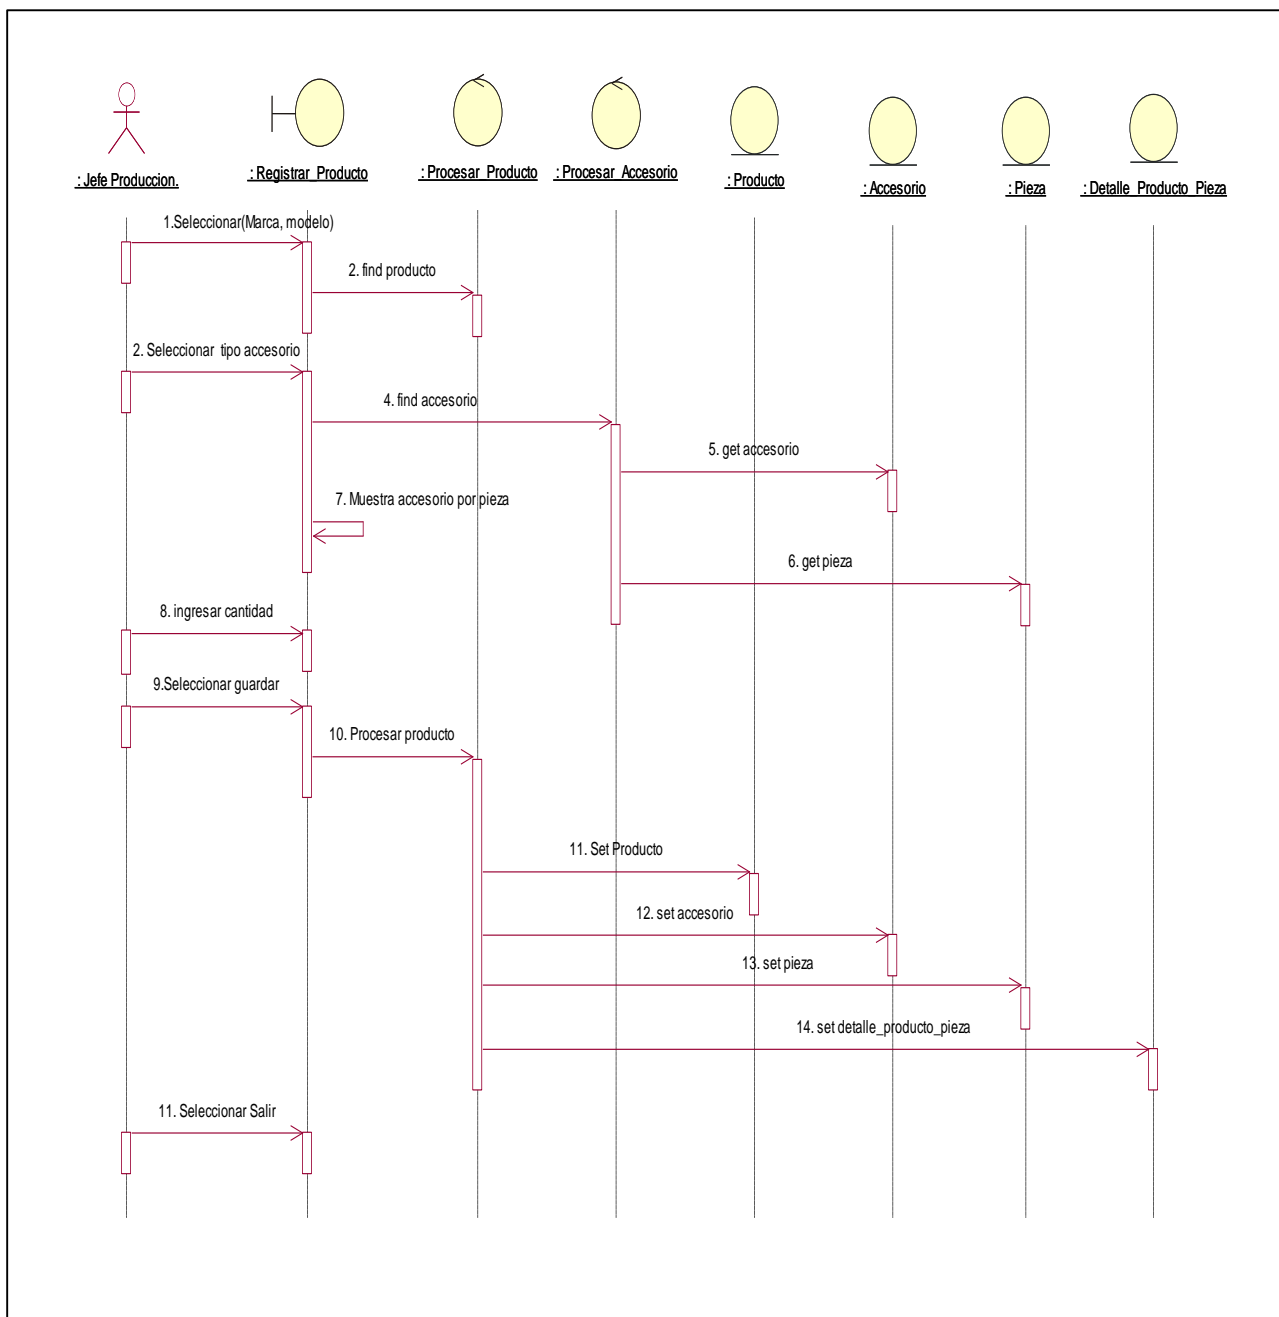 : Jefe Produccion.
: Registrar_Producto
: Procesar_Producto
: Procesar_Accesorio
: Producto
: Accesorio
: Pieza
: Detalle_Producto_Pieza
1.Seleccionar(Marca, modelo)
2. find producto
2. Seleccionar tipo accesorio
4. find accesorio
5. get accesorio
7. Muestra accesorio por pieza
6. get pieza
8. ingresar cantidad
9.Seleccionar guardar
10. Procesar producto
11. Set Producto
12. set accesorio
13. set pieza
14. set detalle_producto_pieza
11. Seleccionar Salir